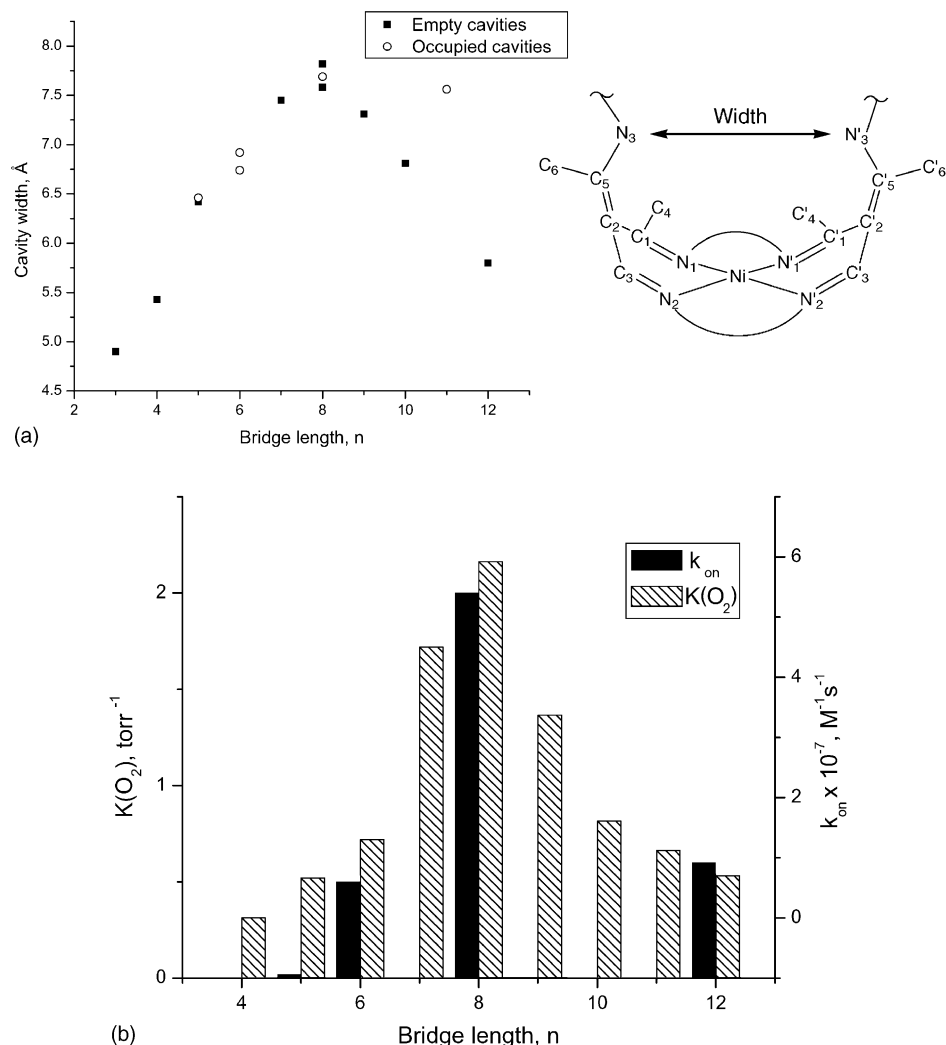 Empty cavities
Occupied cavities
8.0
7.5
7.0
6.5
6.0
5.5
5.0
4.5
Cavity width, Å
2 4 6 8 10 12
Bridge length, n
(a)
Width
N3 N'3
C6 C5 C'5 C'6
C4 C'4
C2 C1 C'1 C'2
C3 N1 Ni N'1 C'3
N2 N'2
k on
K(O2)
2
1
0
K(O2), torr-1
6
4
2
0
kon x 10-7, M-1s-1
4 6 8 10 12
Bridge length, n
(b)